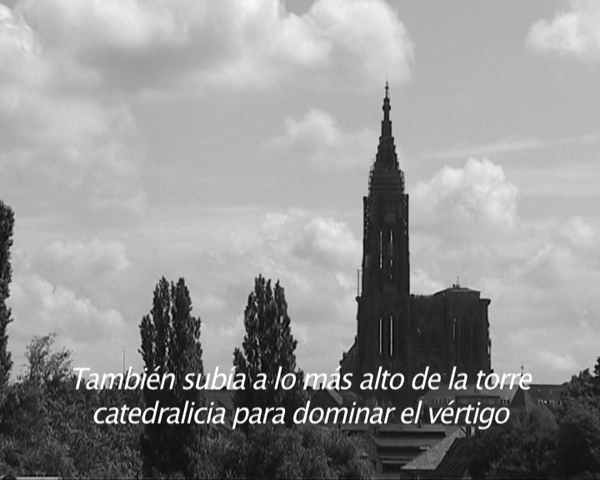 También subía a lo más alto de la torre
catedralicia para dominar el vértigo